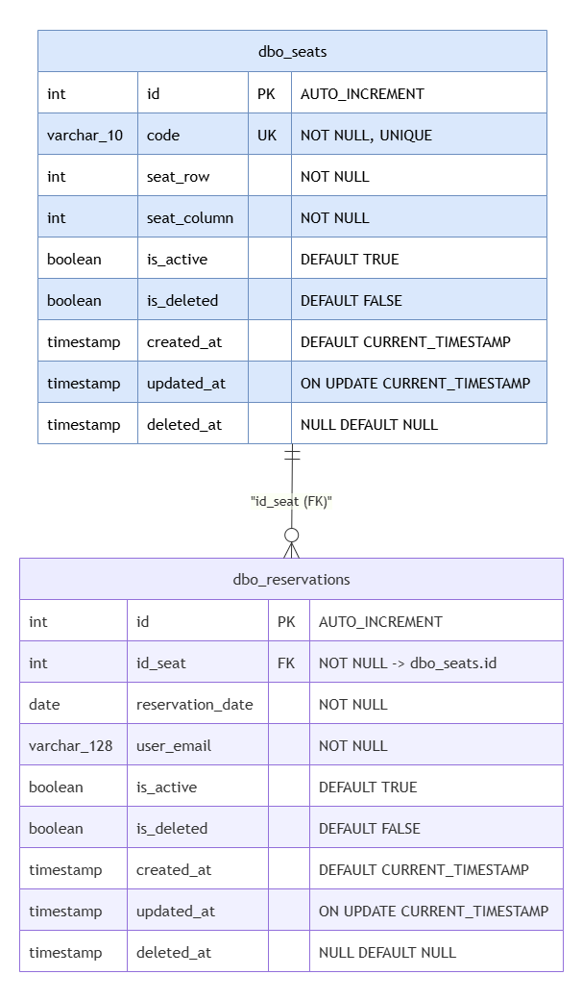 dbo_seats
int id PK AUTO_INCREMENT
varchar_10 code UK NOT NULL, UNIQUE
int seat_row NOT NULL
int seat_column NOT NULL
boolean is_active DEFAULT TRUE
boolean is_deleted DEFAULT FALSE
timestamp created_at DEFAULT CURRENT_TIMESTAMP
timestamp updated_at ON UPDATE CURRENT_TIMESTAMP
timestamp deleted_at NULL DEFAULT NULL
"id_seat (FK)"
dbo_reservations
int id PK AUTO_INCREMENT
int id_seat FK NOT NULL -> dbo_seats.id
date reservation_date NOT NULL
varchar_128 user_email NOT NULL
boolean is_active DEFAULT TRUE
boolean is_deleted DEFAULT FALSE
timestamp created_at DEFAULT CURRENT_TIMESTAMP
timestamp updated_at ON UPDATE CURRENT_TIMESTAMP
timestamp deleted_at NULL DEFAULT NULL